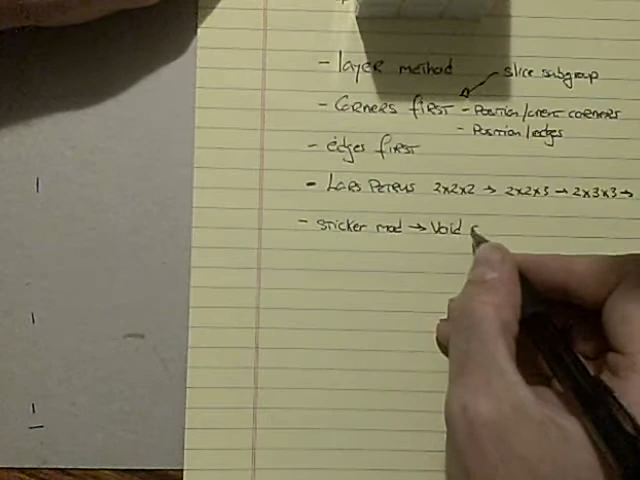 - layer method slice subgroup
- Corners first - Position/orient corners
- Position/edges
- edges first
- Lars Petrus 2x2x2 → 2x2x3 → 2x3x3 →
- sticker mod → Void